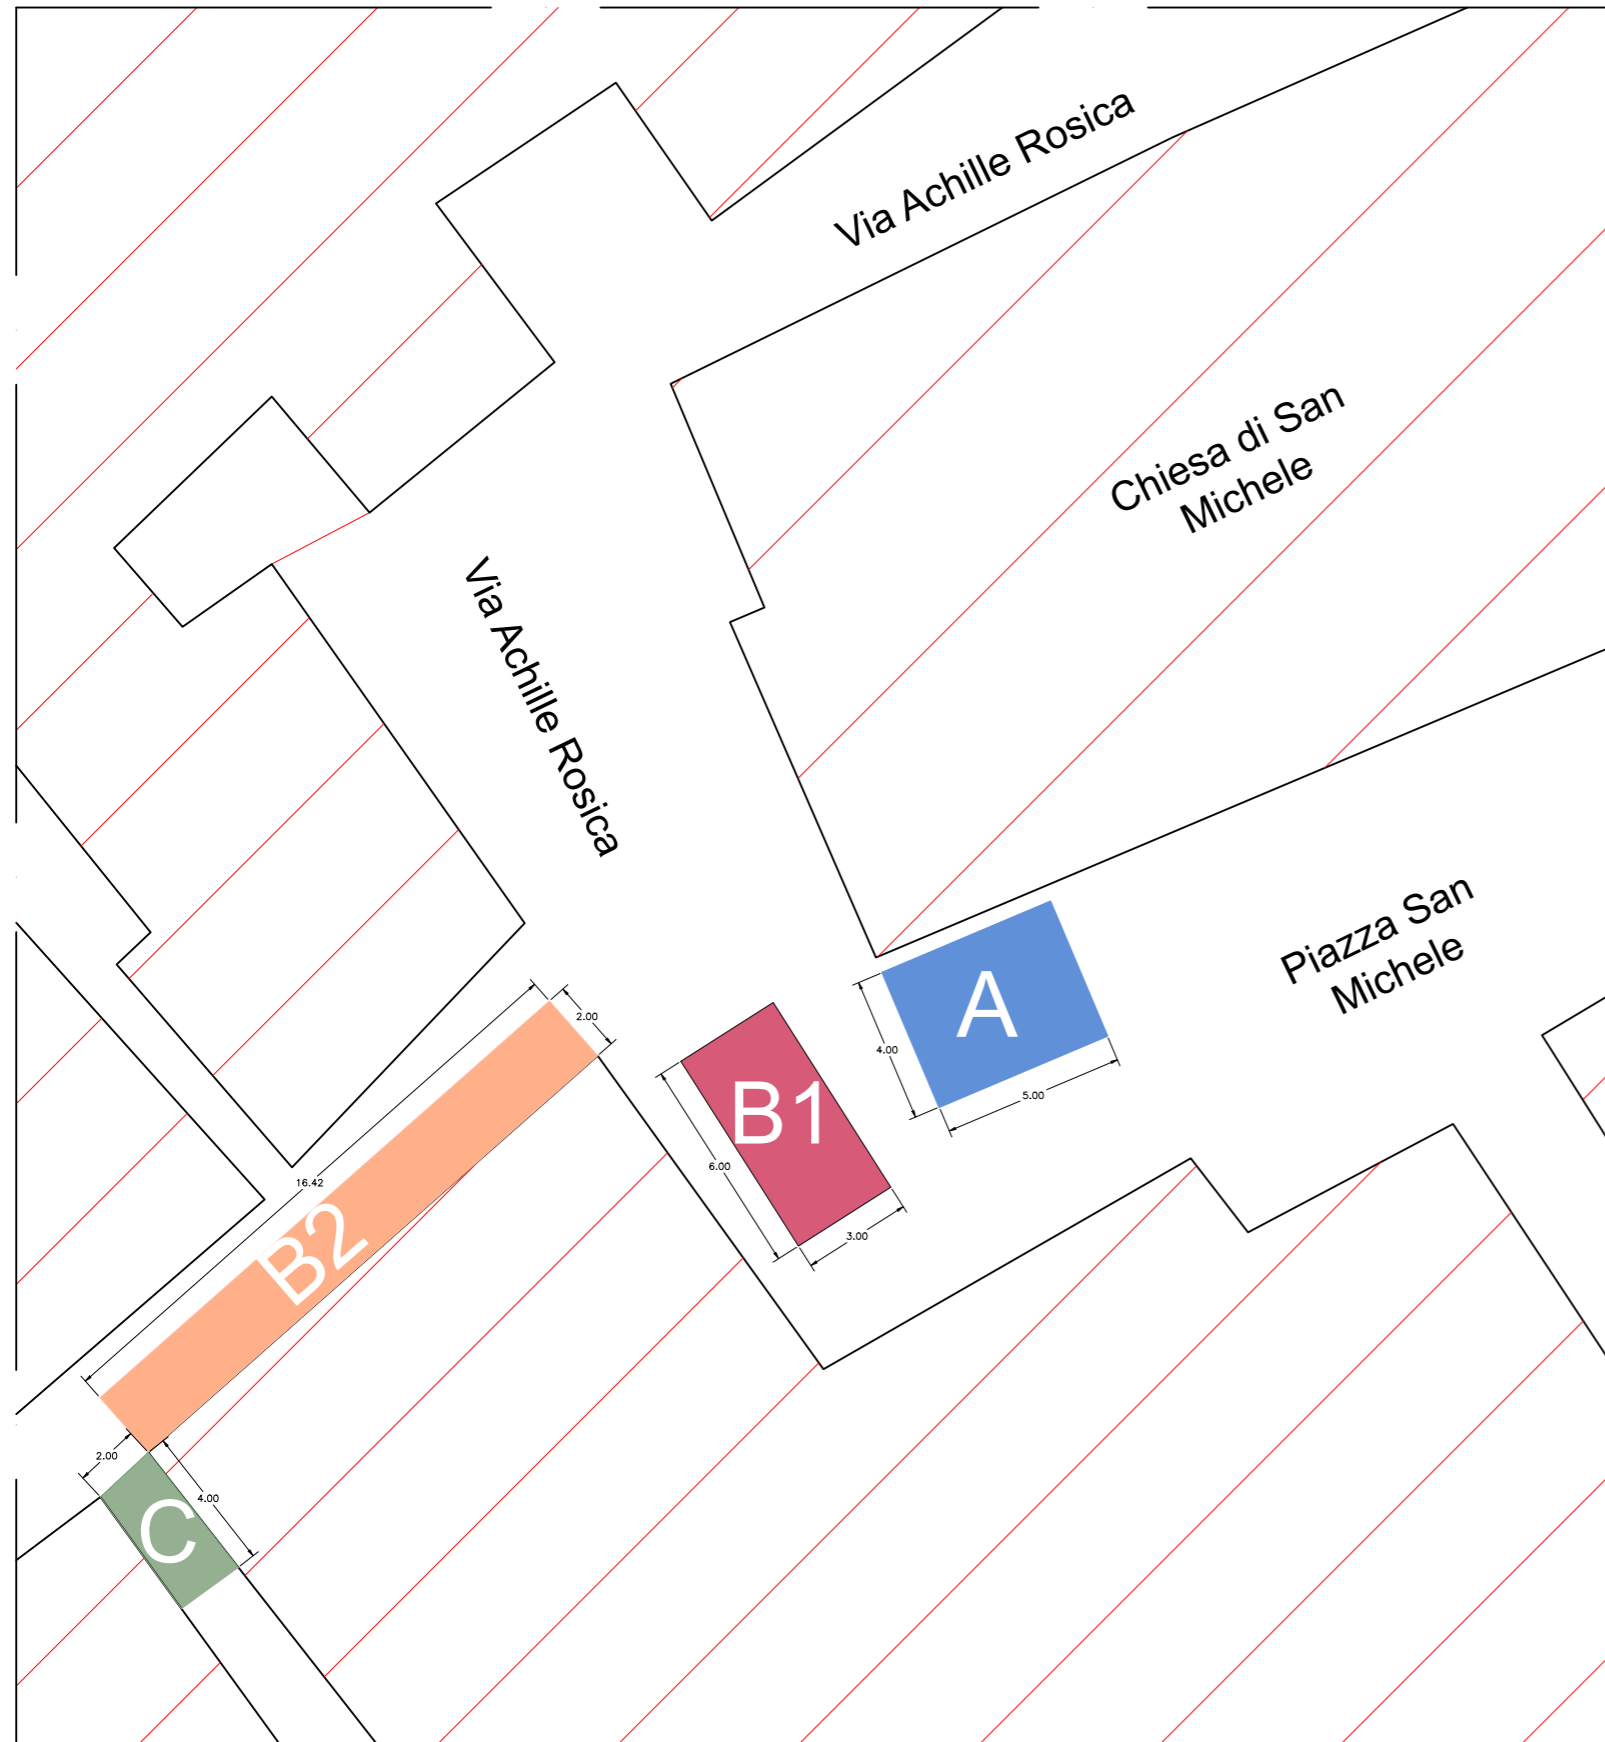 Via Achille Rosica
Chiesa di San
Michele
Via Achille Rosica
Piazza San
Michele
A
4.00
5.00
2.00
B1
6.00
3.00
16.42
B2
2.00
4.00
C